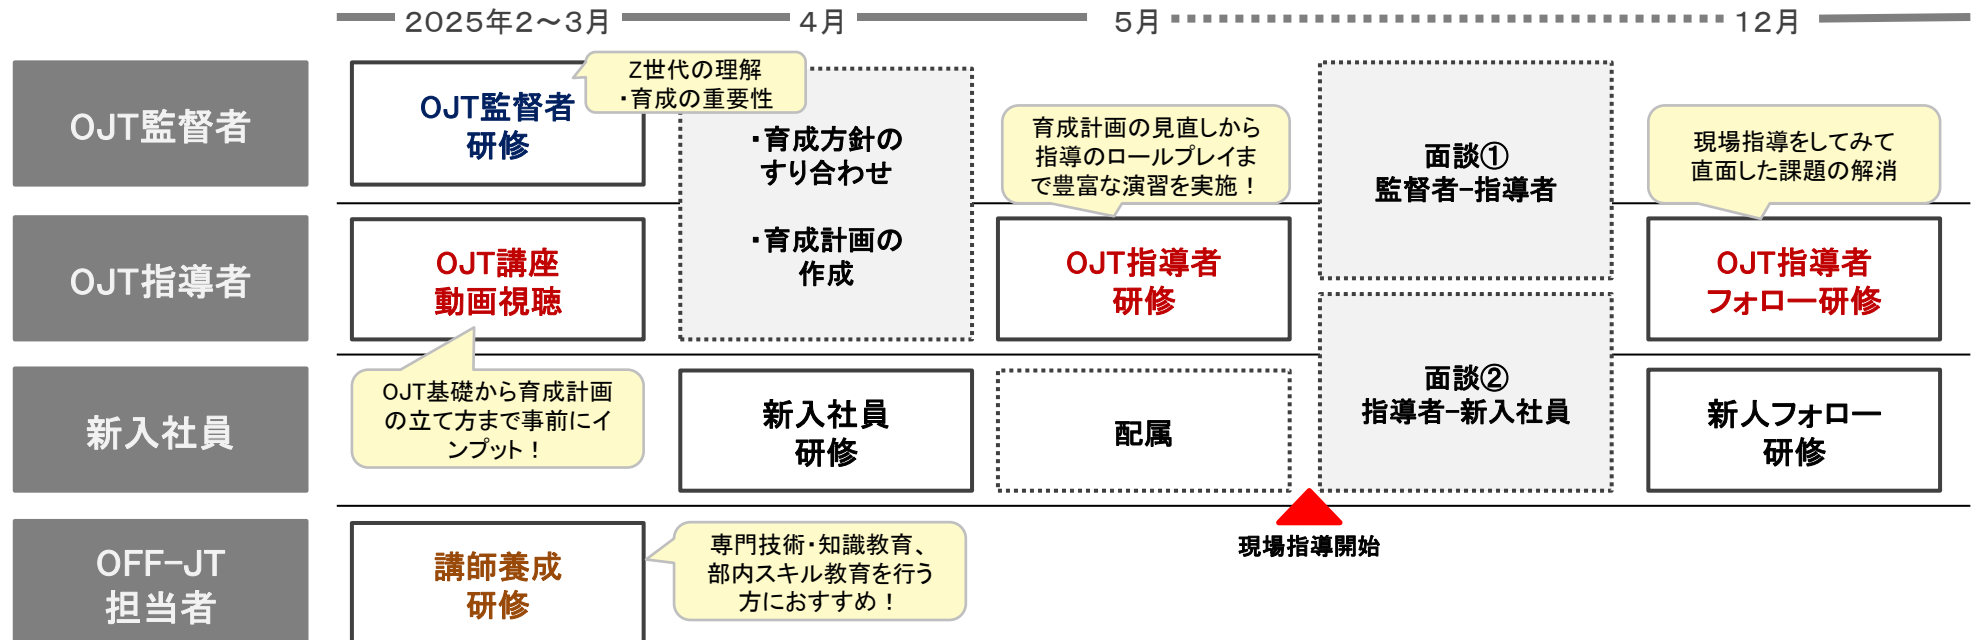 2025年2～3月
4月
5月
12月
OJT監督者
OJT監督者
研修
Z世代の理解
・育成の重要性
・育成方針の
すり合わせ
・育成計画の
作成
育成計画の見直しから
指導のロールプレイま
で豊富な演習を実施！
面談①
監督者-指導者
現場指導をしてみて
直面した課題の解消
OJT指導者
OJT講座
動画視聴
OJT指導者
研修
OJT指導者
フォロー研修
新入社員
OJT基礎から育成計画
の立て方まで事前にイ
ンプット！
新入社員
研修
配属
面談②
指導者-新入社員
新人フォロー
研修
現場指導開始
OFF-JT
担当者
講師養成
研修
専門技術・知識教育、
部内スキル教育を行う
方におすすめ！